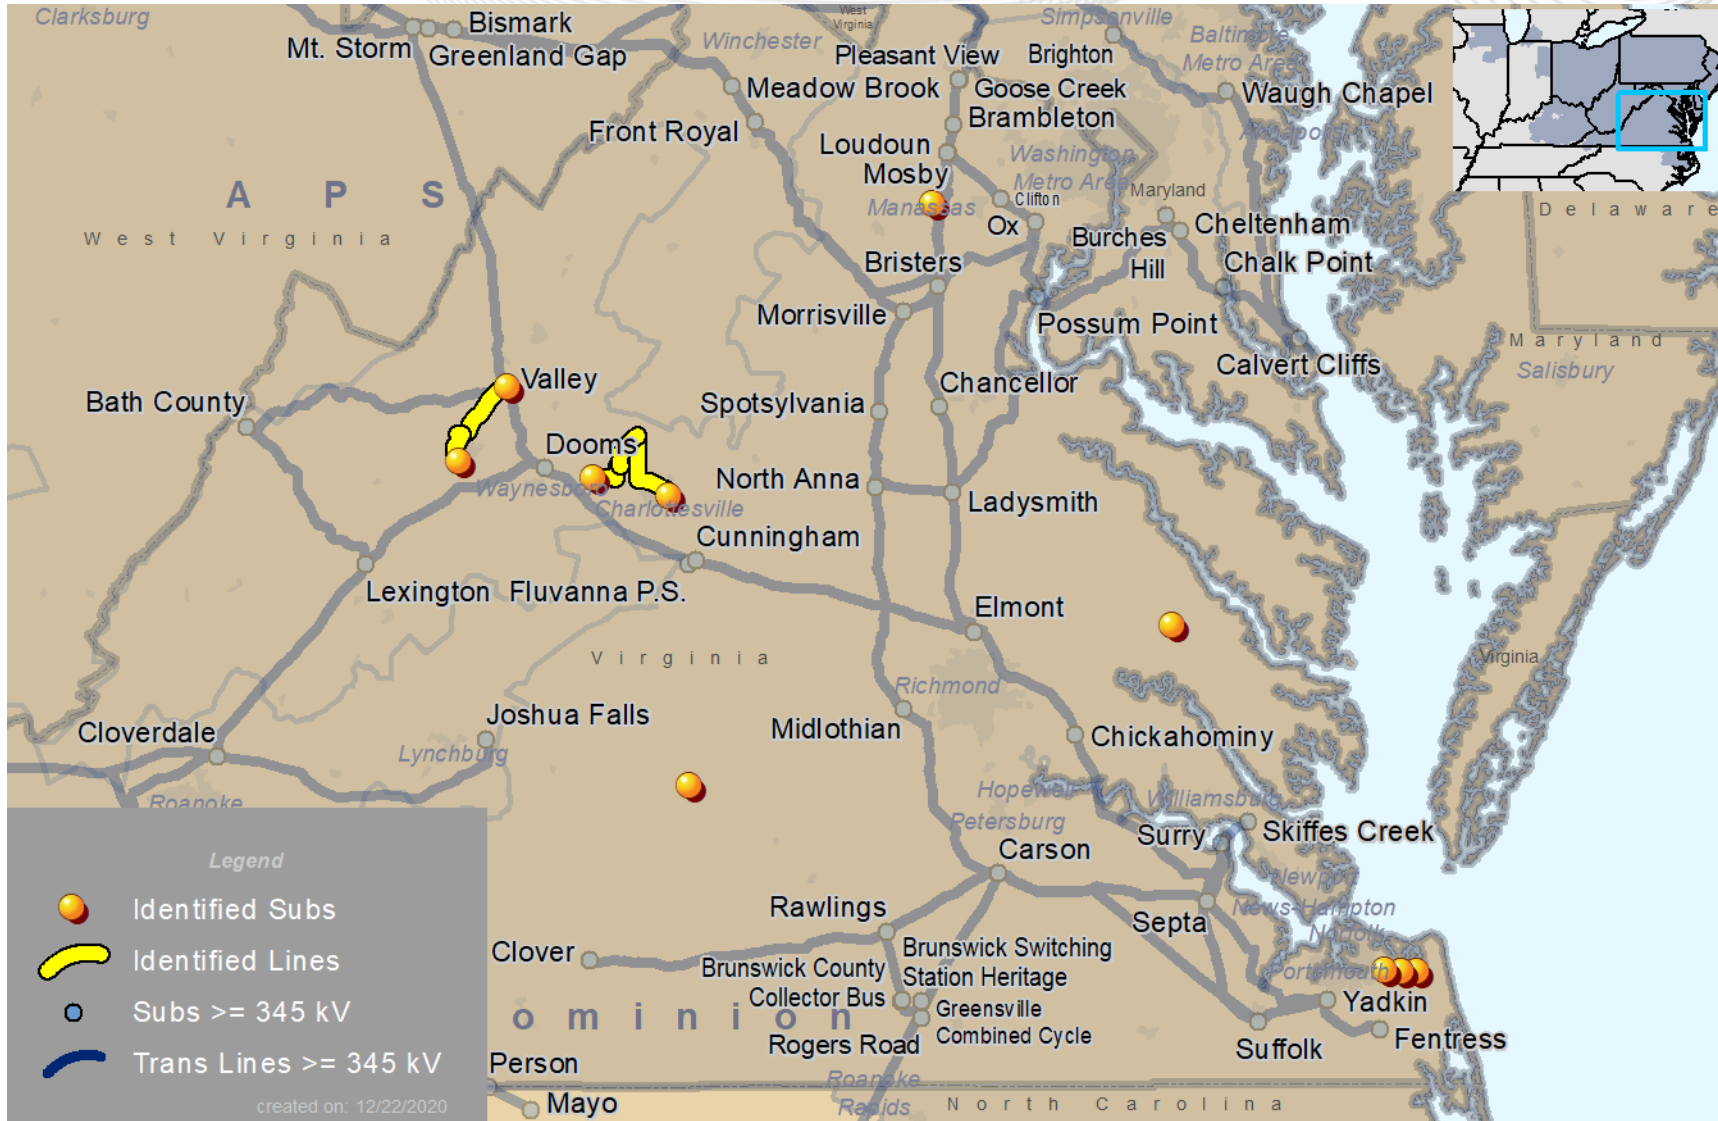 Clarksburg
Bismark
Mt. Storm
Greenland Gap
Winchester
West
Virginia
Simpsonville
Pleasant View
Brighton
Baltimore
Metro Area
Meadow Brook
Goose Creek
Waugh Chapel
Brambleton
Front Royal
Loudoun
Annapolis
Washington
Metro Area
Mosby
Maryland
Clifton
Manassas
A P S
West Virginia
Delaware
Ox
Burches
Hill
Cheltenham
Bristers
Chalk Point
Morrisville
Possum Point
Maryland
Salisbury
Calvert Cliffs
Valley
Chancellor
Bath County
Spotsylvania
Dooms
North Anna
Waynesboro
Charlottesville
Ladysmith
Cunningham
Lexington
Fluvanna P.S.
Elmont
Virginia
Virginia
Richmond
Joshua Falls
Midlothian
Cloverdale
Lynchburg
Chickahominy
Roanoke
Hopewell
Williamsburg
Petersburg
Surry
Skiffes Creek
Carson
Newport
News-Hampton
Norfolk
Rawlings
Septa
Clover
Brunswick Switching
Station Heritage
Brunswick County
Collector Bus
Portsmouth
Yadkin
ominion
Greensville
Combined Cycle
Rogers Road
Suffolk
Fentress
Person
Roanoke
Rapids
Mayo
North Carolina
Legend
Identified Subs
Identified Lines
Subs >= 345 kV
Trans Lines >= 345 kV
created on: 12/22/2020